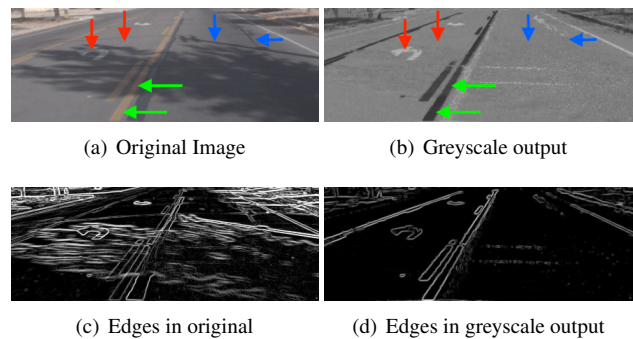 (a) Original Image
(b) Greyscale output
(c) Edges in original
(d) Edges in greyscale output